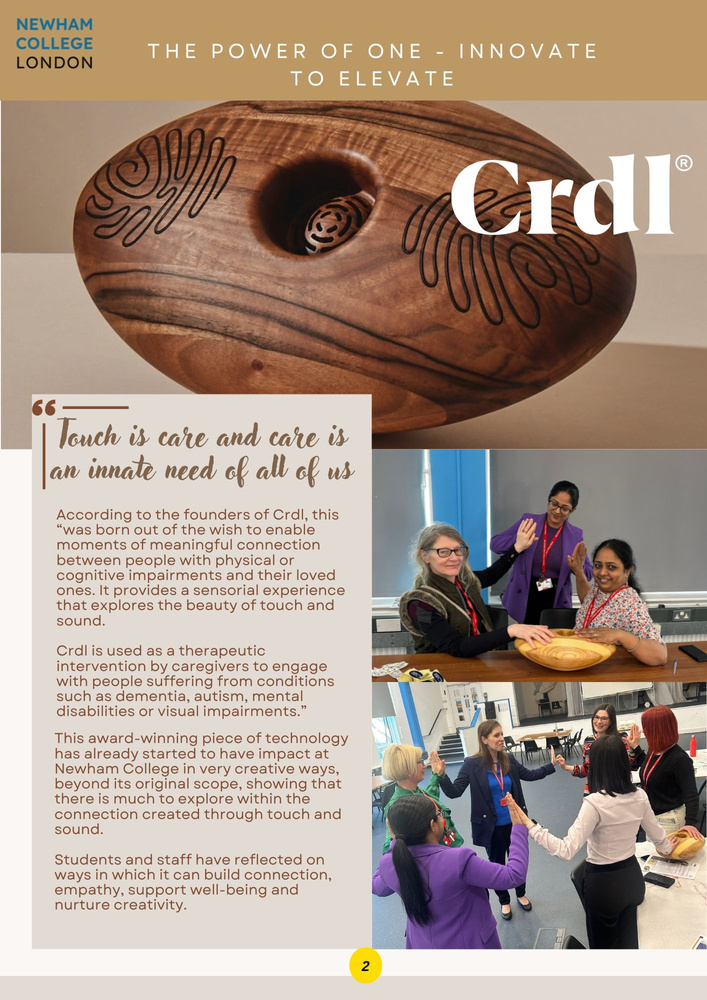 NEWHAM
COLLEGE
LONDON
THE POWER OF ONE - INNOVATE
TO ELEVATE
Crdl®
“
Touch is care and care is
an innate need of all of us
According to the founders of Crdl, this
“was born out of the wish to enable
moments of meaningful connection
between people with physical or
cognitive impairments and their loved
ones. It provides a sensorial experience
that explores the beauty of touch and
sound.
Crdl is used as a therapeutic
intervention by caregivers to engage
with people suffering from conditions
such as dementia, autism, mental
disabilities or visual impairments.”
This award-winning piece of technology
has already started to have impact at
Newham College in very creative ways,
beyond its original scope, showing that
there is much to explore within the
connection created through touch and
sound.
Students and staff have reflected on
ways in which it can build connection,
empathy, support well-being and
nurture creativity.
2